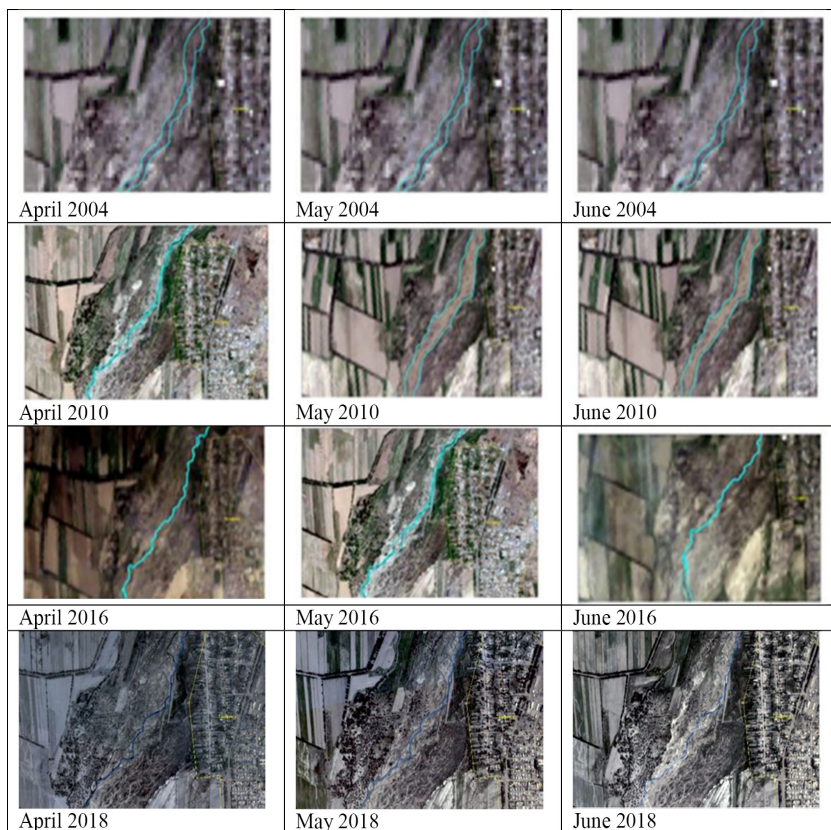 April 2004
May 2004
June 2004
April 2010
May 2010
June 2010
April 2016
May 2016
June 2016
April 2018
May 2018
June 2018